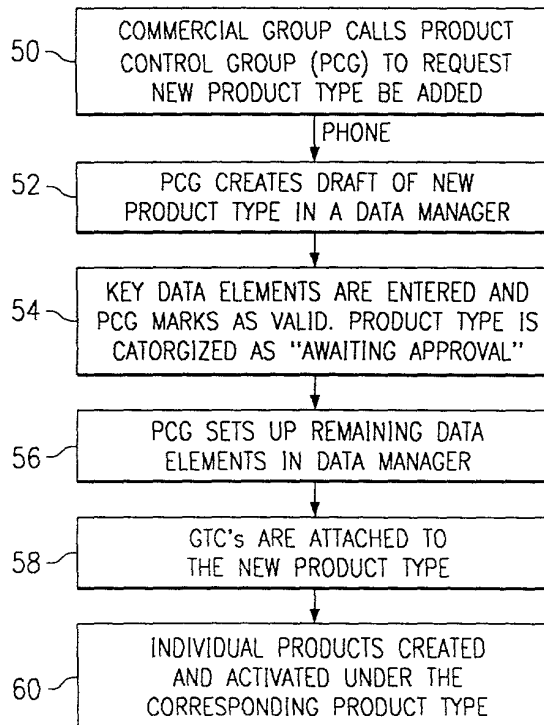 50
COMMERCIAL GROUP CALLS PRODUCT
CONTROL GROUP (PCG) TO REQUEST
NEW PRODUCT TYPE BE ADDED
PHONE
52
PCG CREATES DRAFT OF NEW
PRODUCT TYPE IN A DATA MANAGER
54
KEY DATA ELEMENTS ARE ENTERED AND
PCG MARKS AS VALID. PRODUCT TYPE IS
CATORGIZED AS "AWAITING APPROVAL"
56
PCG SETS UP REMAINING DATA
ELEMENTS IN DATA MANAGER
58
GTC's ARE ATTACHED TO
THE NEW PRODUCT TYPE
60
INDIVIDUAL PRODUCTS CREATED
AND ACTIVATED UNDER THE
CORRESPONDING PRODUCT TYPE